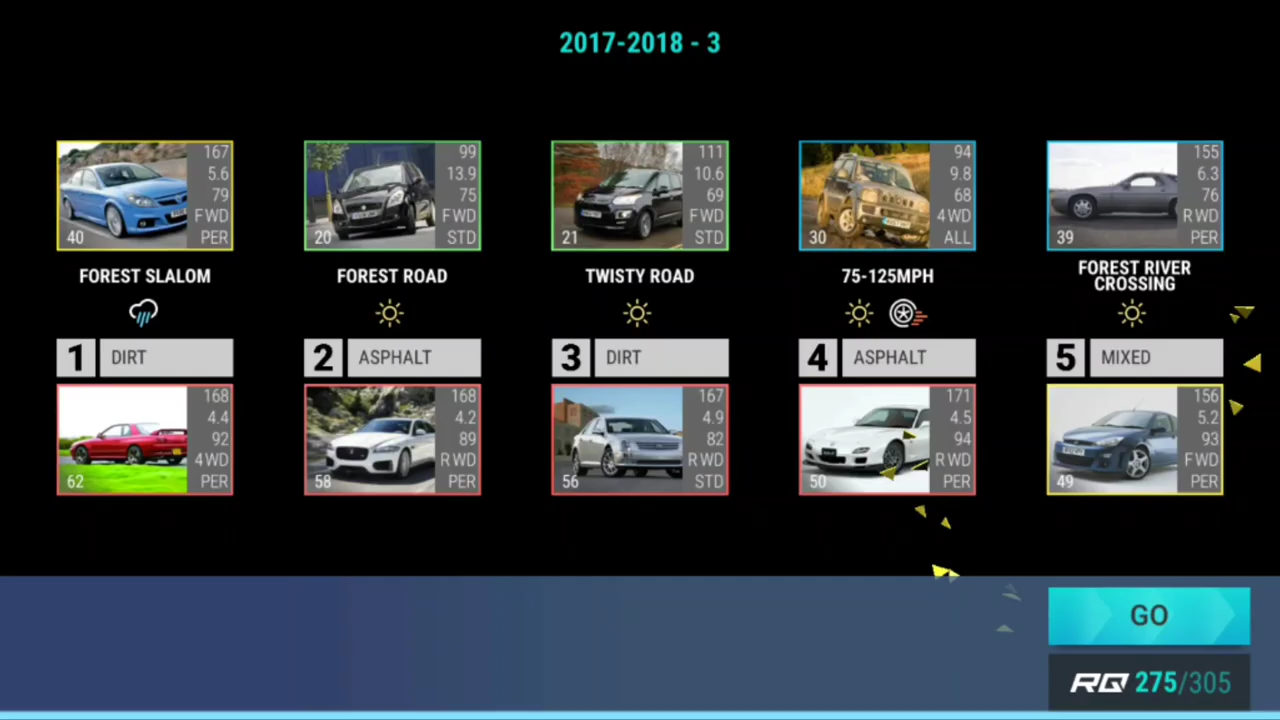 2017-2018 - 3
167
5.6
79
FWD
40
PER
99
13.9
75
FWD
20
STD
111
10.6
69
FWD
21
STD
94
9.8
68
4WD
30
ALL
155
6.3
76
RWD
39
PER
FOREST SLALOM
FOREST ROAD
TWISTY ROAD
75-125MPH
FOREST RIVER
CROSSING
1 DIRT
2 ASPHALT
3 DIRT
4 ASPHALT
5 MIXED
168
4.4
92
4WD
62
PER
168
4.2
89
RWD
58
PER
167
4.9
82
RWD
56
STD
171
4.5
94
RWD
50
PER
156
5.2
93
FWD
49
PER
GO
RQ 275/305